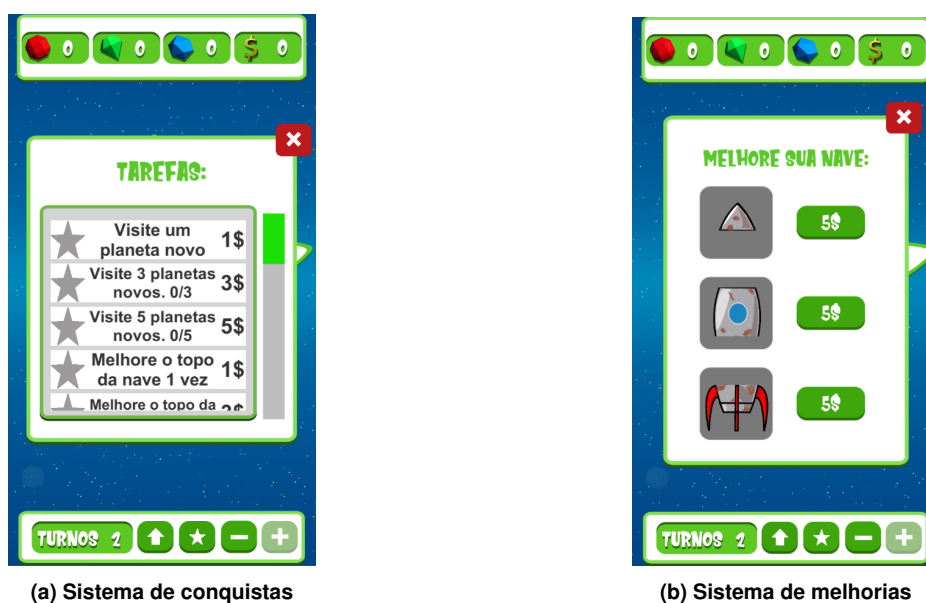 0 0 0 $ 0
TAREFAS:
Visite um
planeta novo 1$
Visite 3 planetas
novos. 0/3 3$
Visite 5 planetas
novos. 0/5 5$
Melhore o topo
da nave 1 vez 1$
Melhore o topo da
TURNOS 2
(a) Sistema de conquistas
0 0 0 $ 0
MELHORE SUA NAVE:
5$
5$
5$
TURNOS 2
(b) Sistema de melhorias